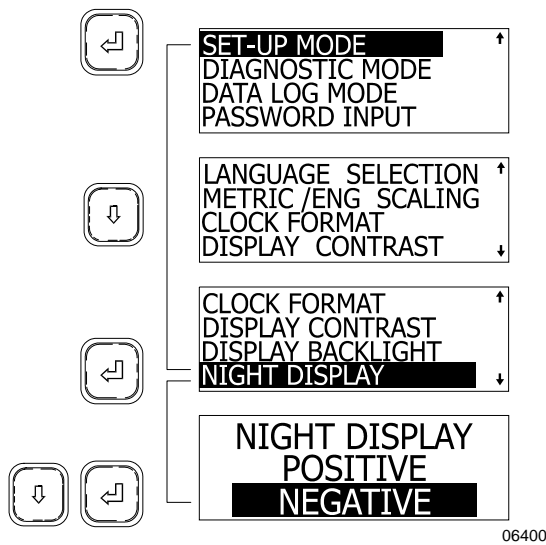 SET-UP MODE
DIAGNOSTIC MODE
DATA LOG MODE
PASSWORD INPUT
LANGUAGE SELECTION
METRIC /ENG SCALING
CLOCK FORMAT
DISPLAY CONTRAST
CLOCK FORMAT
DISPLAY CONTRAST
DISPLAY BACKLIGHT
NIGHT DISPLAY
NIGHT DISPLAY
POSITIVE
NEGATIVE
06400